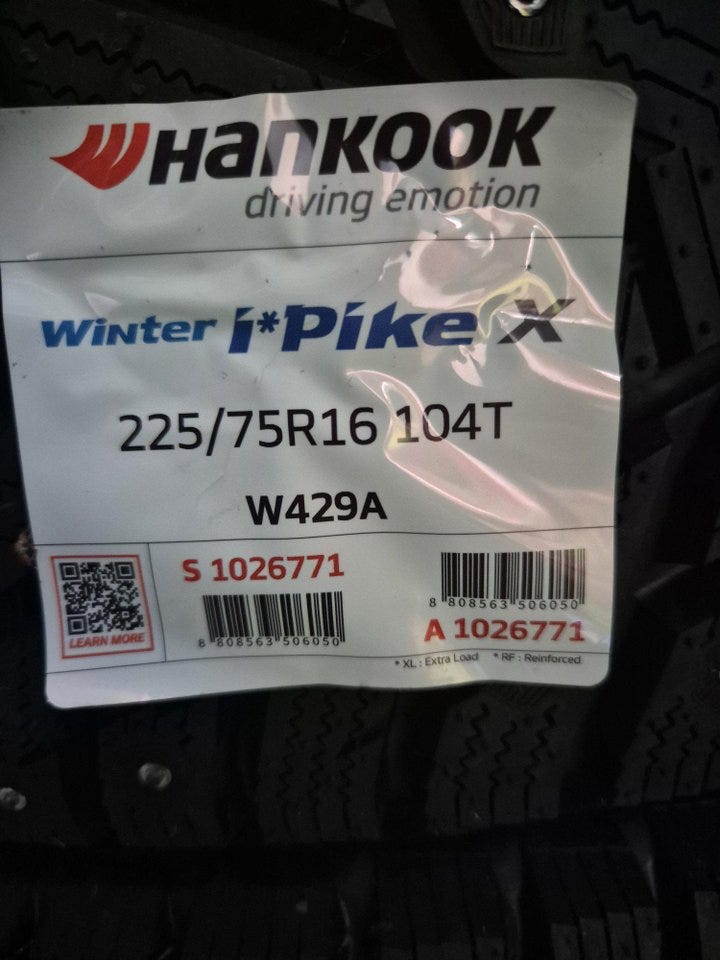 Hankook
driving emotion
Winter i*Pike X
225/75R16 104T
W429A
S 1026771
8 808563 506050
LEARN MORE
8 808563 506050
A 1026771
* XL : Extra Load * RF : Reinforced